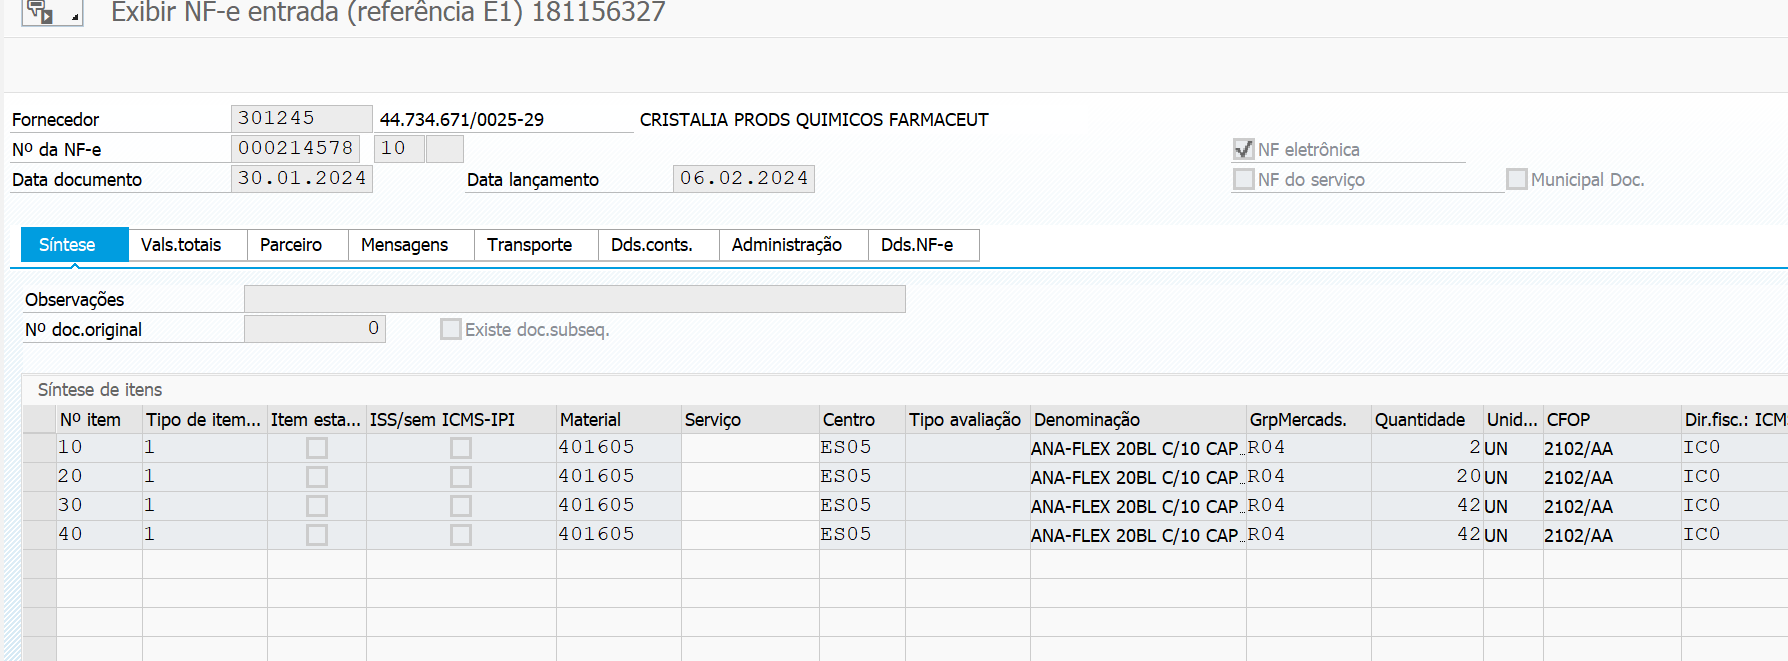 Exibir NF-e entrada (referência E1) 181156327
Fornecedor 301245 44.734.671/0025-29 CRISTALIA PRODS QUIMICOS FARMACEUT
Nº da NF-e 000214578 10 NF eletrônica
Data documento 30.01.2024 Data lançamento 06.02.2024 NF do serviço Municipal Doc.
Síntese Vals.totais Parceiro Mensagens Transporte Dds.conts. Administração Dds.NF-e
Observações
Nº doc.original 0 Existe doc.subseq.
Síntese de itens
Nº item Tipo de item... Item esta... ISS/sem ICMS-IPI Material Serviço Centro Tipo avaliação Denominação GrpMercads. Quantidade Unid... CFOP Dir.fisc.: ICM
10 1 401605 ES05 ANA-FLEX 20BL C/10 CAP... R04 2 UN 2102/AA IC0
20 1 401605 ES05 ANA-FLEX 20BL C/10 CAP... R04 20 UN 2102/AA IC0
30 1 401605 ES05 ANA-FLEX 20BL C/10 CAP... R04 42 UN 2102/AA IC0
40 1 401605 ES05 ANA-FLEX 20BL C/10 CAP... R04 42 UN 2102/AA IC0